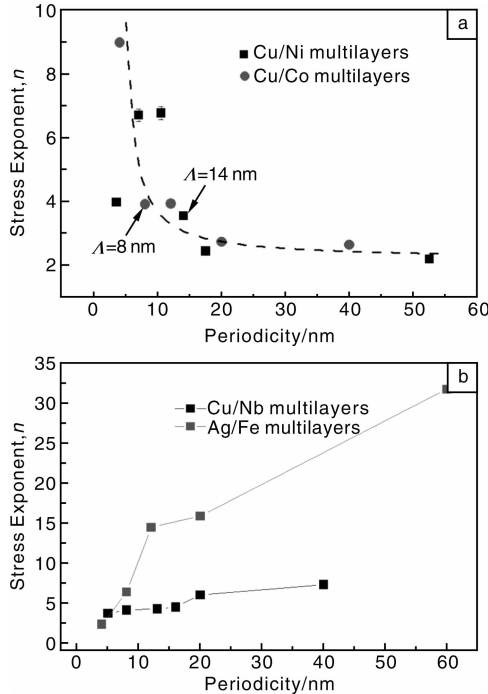 a
10
8
6
4
2
Stress Exponent,n
Cu/Ni multilayers
Cu/Co multilayers
Λ=14 nm
Λ=8 nm
0 10 20 30 40 50 60
Periodicity/nm
b
35
30
25
20
15
10
5
0
Stress Exponent,n
Cu/Nb multilayers
Ag/Fe multilayers
0 10 20 30 40 50 60
Periodicity/nm